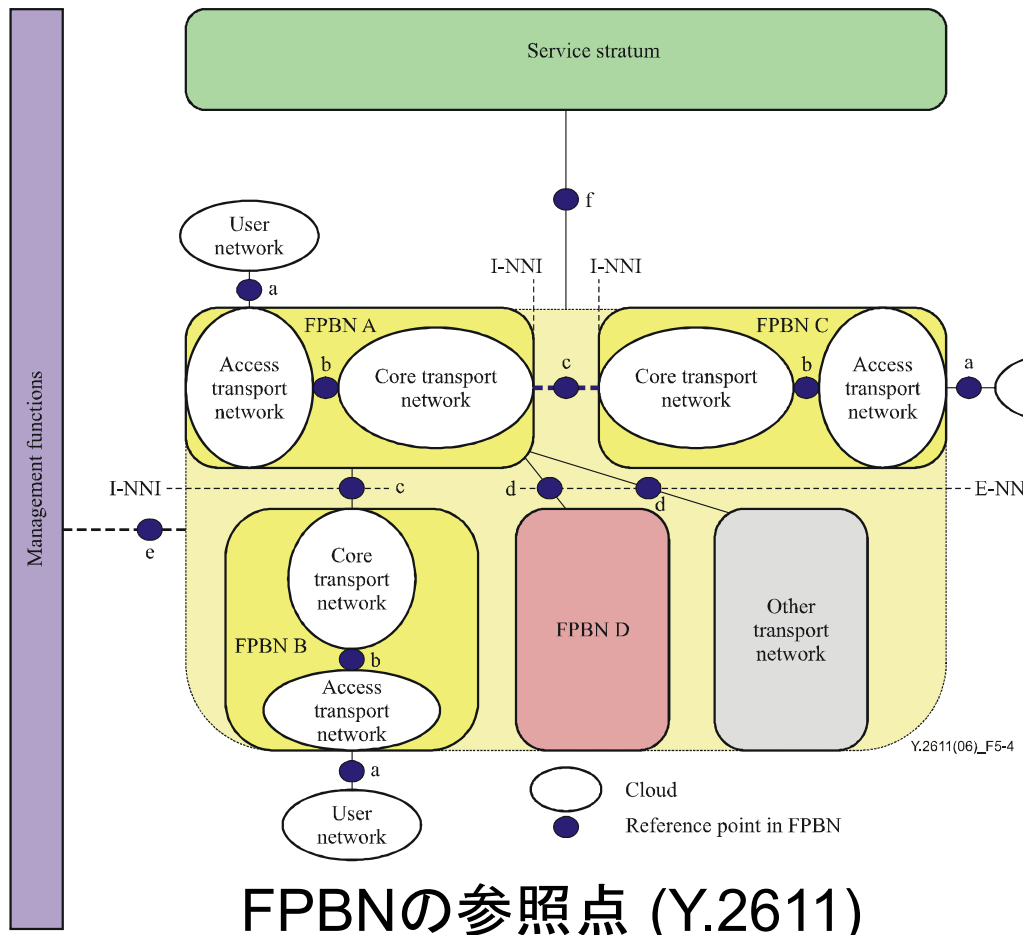 Service stratum
f
User
network
I-NNI
I-NNI
a
FPBN A
FPBN C
Access
transport
network
b
Core transport
network
c
Core transport
network
b
Access
transport
network
a
Management functions
I-NNI
c
d
d
E-NN
e
Core
transport
network
FPBN B
b
Access
transport
network
FPBN D
Other
transport
network
Y.2611(06)_F5-4
a
User
network
Cloud
Reference point in FPBN
FPBNの参照点 (Y.2611)